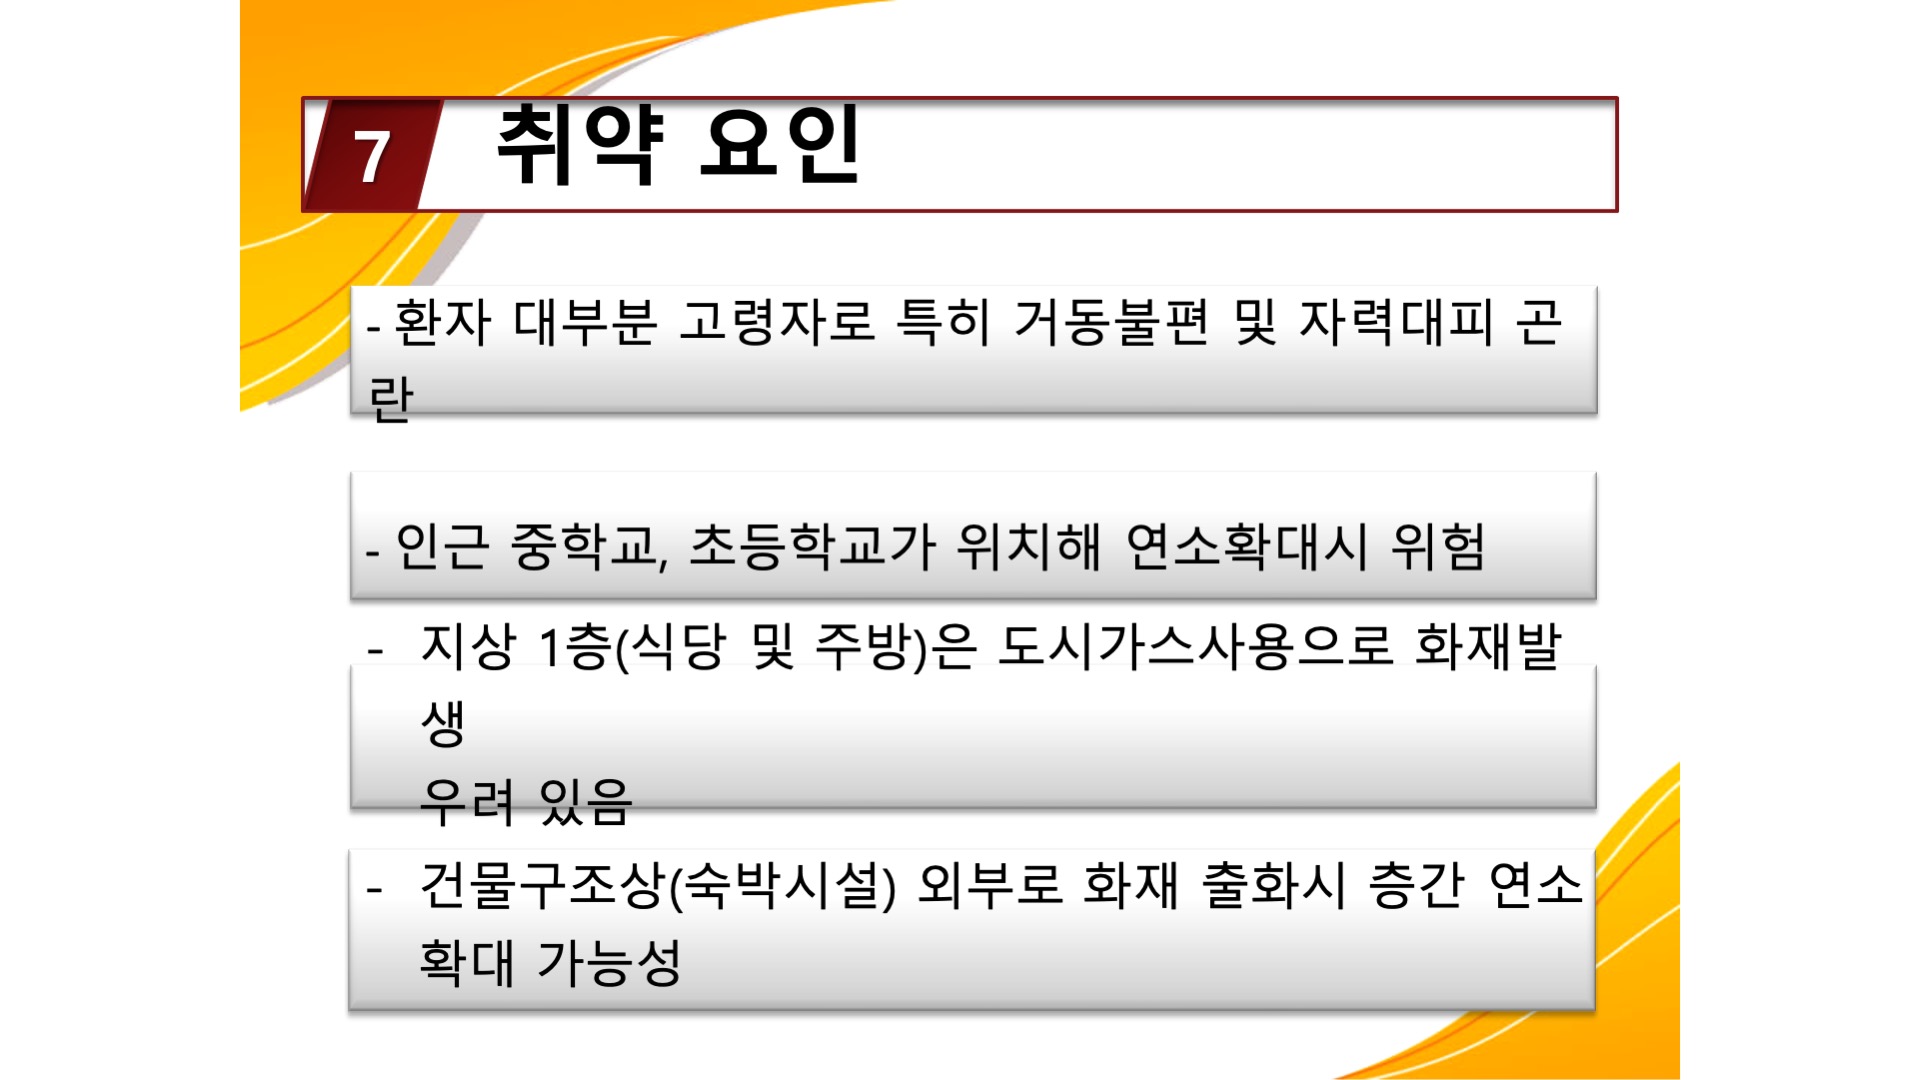 7 취약 요인
- 환자 대부분 고령자로 특히 거동불편 및 자력대피 곤
란
- 인근 중학교, 초등학교가 위치해 연소확대시 위험
- 지상 1층(식당 및 주방)은 도시가스사용으로 화재발
생
우려 있음
- 건물구조상(숙박시설) 외부로 화재 출화시 층간 연소
확대 가능성